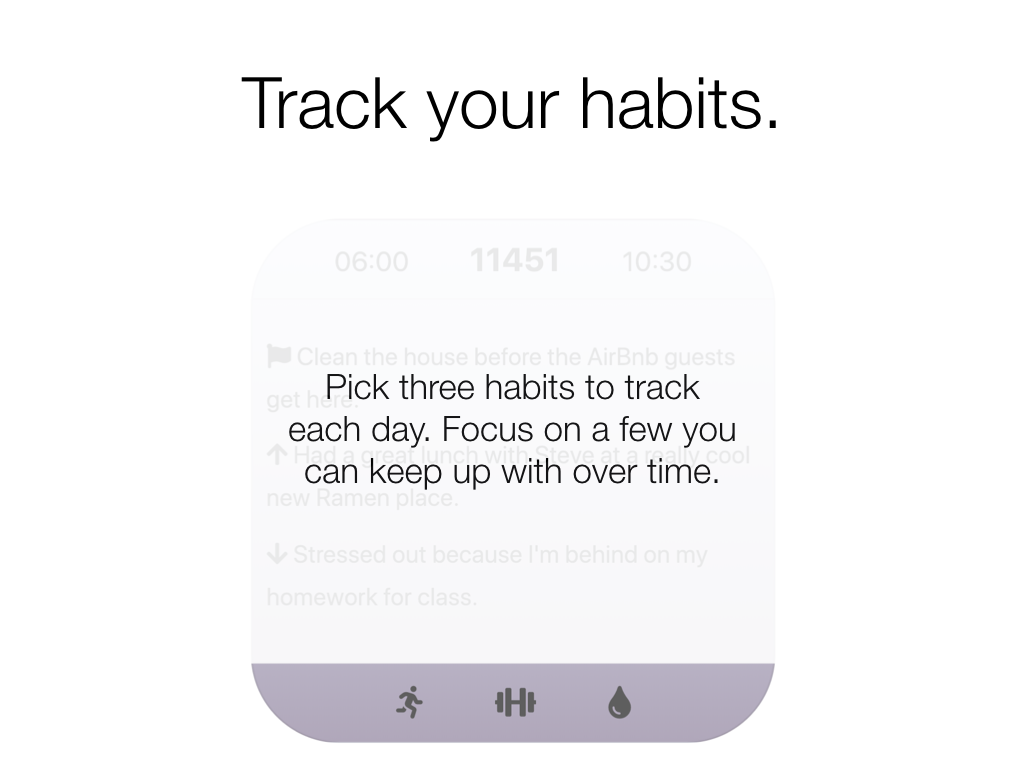 Track your habits.
06:00 11451 10:30
Clean the house before the AirBnb guests
Pick three habits to track
get here.
each day. Focus on a few you
Had a great lunch with Steve at a really cool
can keep up with over time.
new Ramen place.
Stressed out because I'm behind on my
homework for class.